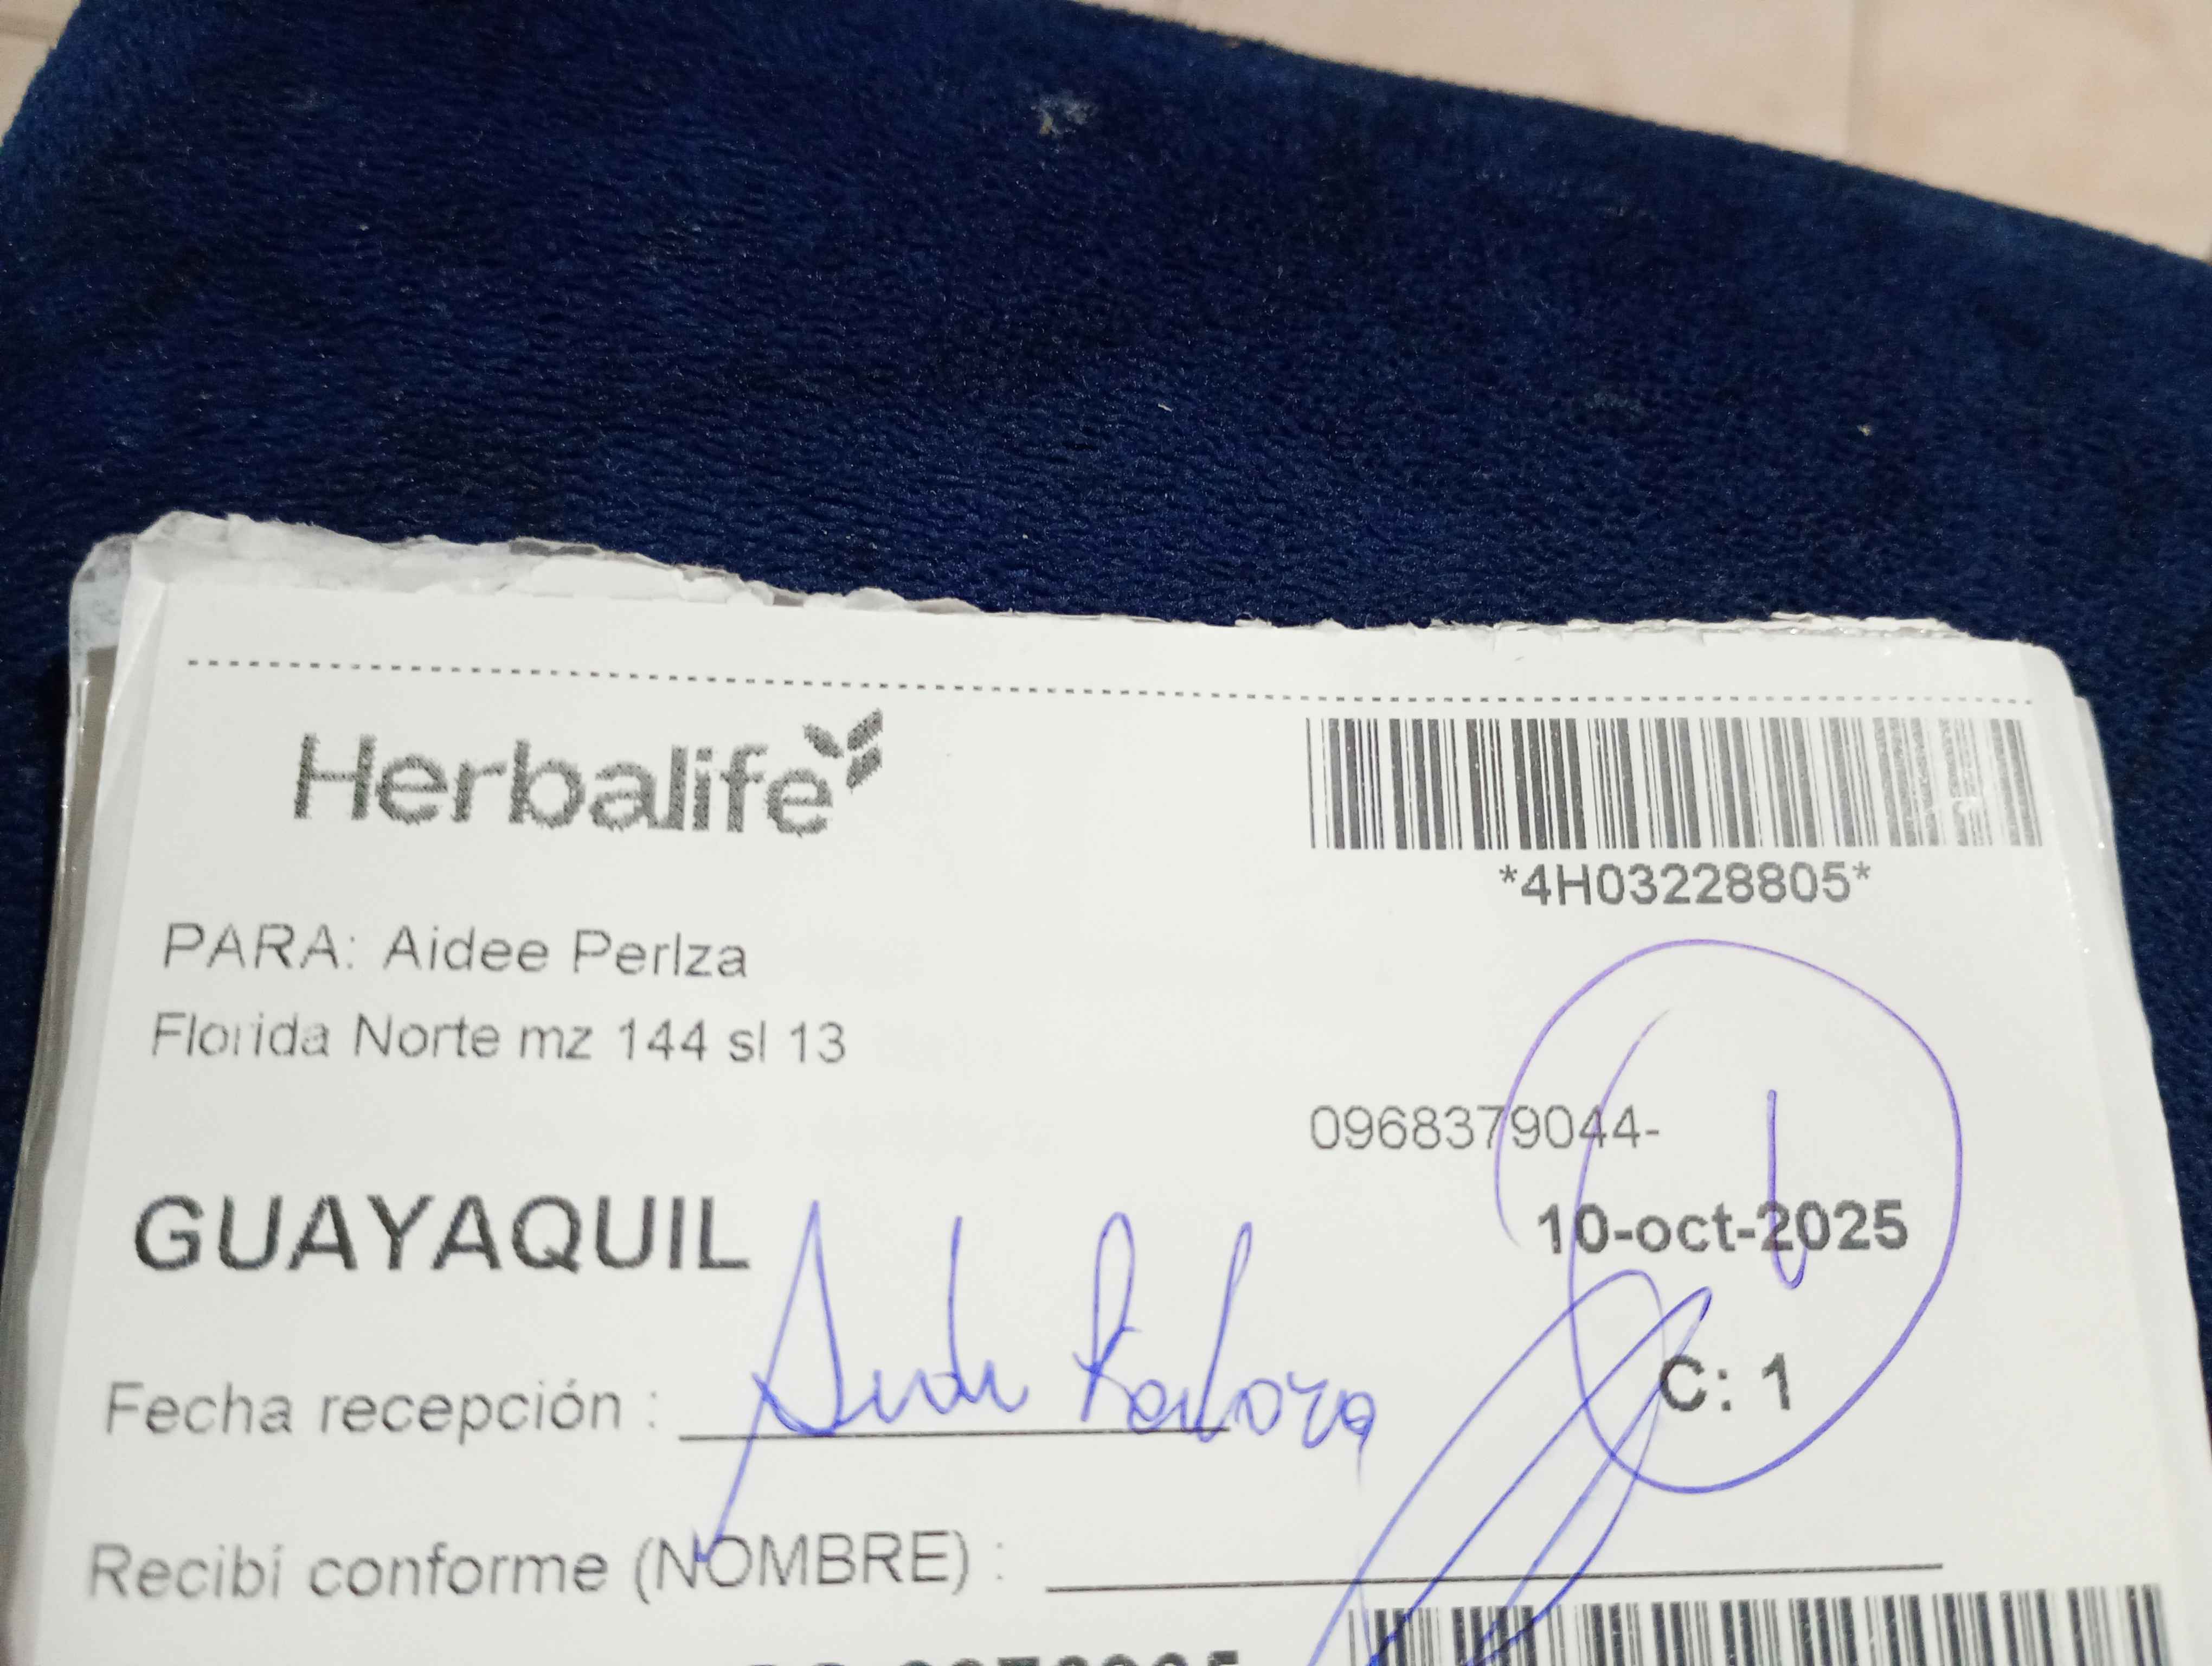 Herbalife
*4H03228805*
PARA: Aidee Perlza
Florida Norte mz 144 sl 13
0968379044-
GUAYAQUIL
10-oct-2025
C: 1
Fecha recepción :
Recibí conforme (NOMBRE) :